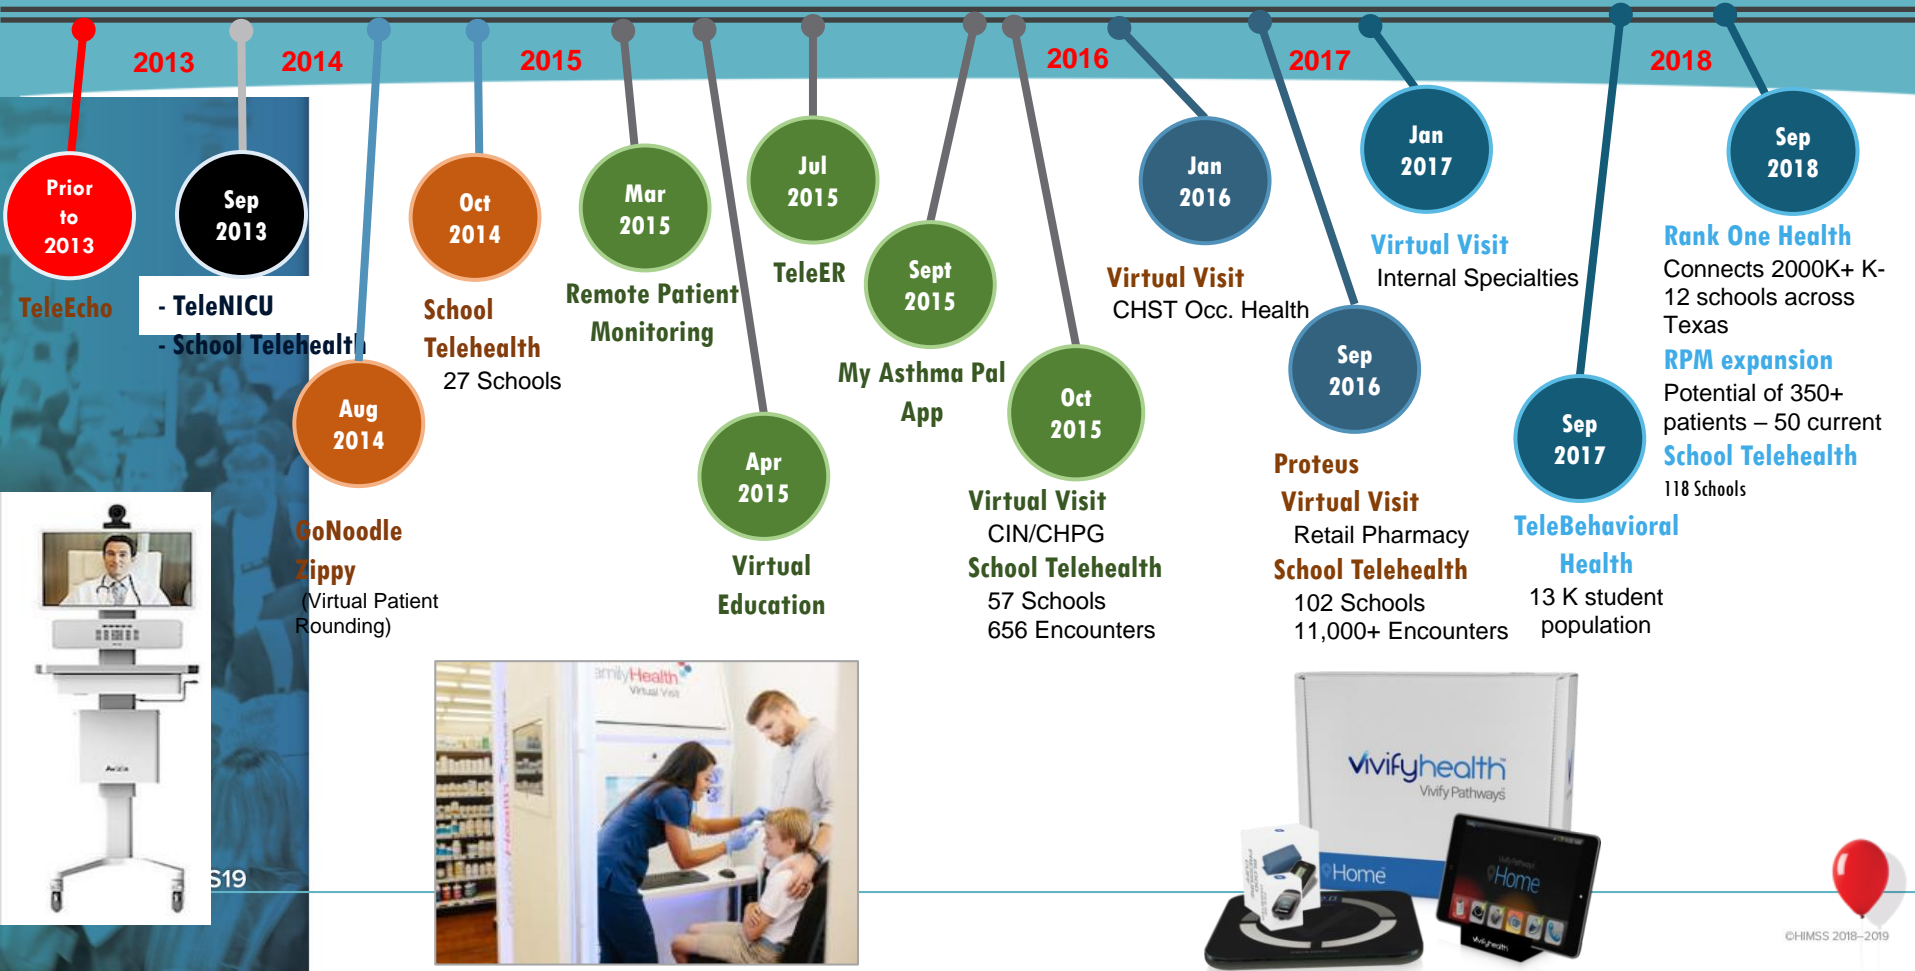 2013
2014
2015
2016
2017
2018
Prior
to
2013
TeleEcho
Sep
2013
- TeleNICU
- School Telehealth
Aug
2014
GoNoodle
Zippy
(Virtual Patient
Rounding)
Oct
2014
School
Telehealth
27 Schools
Mar
2015
Remote Patient
Monitoring
Apr
2015
Virtual
Education
Jul
2015
TeleER
Sept
2015
My Asthma Pal
App
Oct
2015
Virtual Visit
CIN/CHPG
School Telehealth
57 Schools
656 Encounters
Jan
2016
Virtual Visit
CHST Occ. Health
Sep
2016
Proteus
Virtual Visit
Retail Pharmacy
School Telehealth
102 Schools
11,000+ Encounters
Jan
2017
Virtual Visit
Internal Specialties
Sep
2017
TeleBehavioral
Health
13 K student
population
Sep
2018
Rank One Health
Connects 2000K+ K-
12 schools across
Texas
RPM expansion
Potential of 350+
patients – 50 current
School Telehealth
118 Schools
amilyHealth
Virtual Visit
vivifyhealth
Vivify Pathways
Home
Home
vivifyhealth
S19
©HIMSS 2018–2019